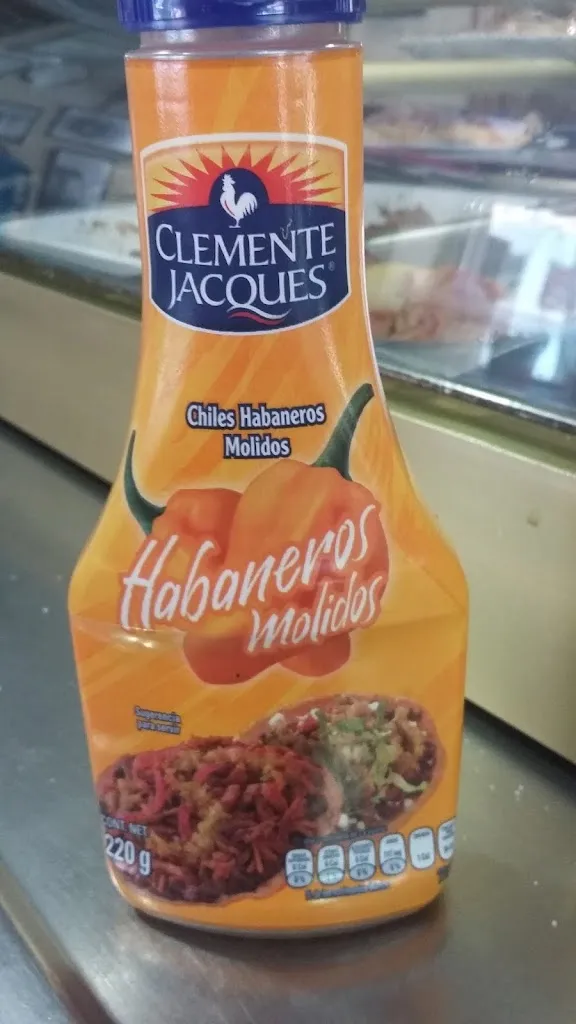 CLEMENTE
JACQUES®
Chiles Habaneros
Molidos
Habaneros
molidos
Sugerencia
para servir
CONT. NET
220 g